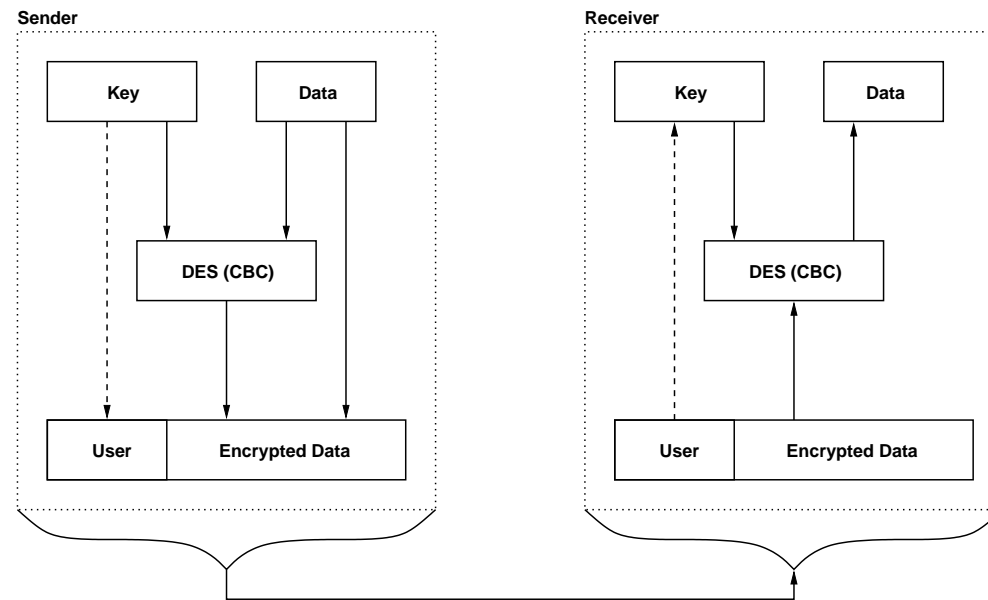 Sender
Receiver
Key
Data
Key
Data
DES (CBC)
DES (CBC)
User
Encrypted Data
User
Encrypted Data